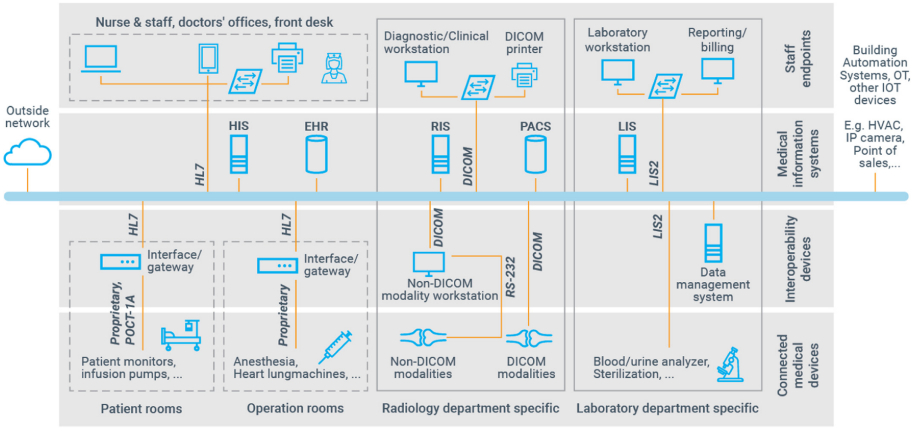 Nurse & staff, doctors' offices, front desk
Diagnostic/Clinical
workstation
DICOM
printer
Laboratory
workstation
Reporting/
billing
Staff
endpoints
Building
Automation
Systems, OT,
other IOT
devices
E.g. HVAC,
IP camera,
Point of
sales,...
Outside
network
HL7
HIS
EHR
RIS
DICOM
PACS
LIS
LIS2
Medical
information
systems
HL7
HL7
DICOM
DICOM
LIS2
Interface/
gateway
Interface/
gateway
Non-DICOM
modality workstation
RS-232
Data
management
system
Interoperability
devices
Proprietary,
POCT-1A
Proprietary
Patient monitors,
infusion pumps, ...
Anesthesia,
Heart lungmachines, ...
Non-DICOM
modalities
DICOM
modalities
Blood/urine analyzer,
Sterilization, ...
Connected
medical
devices
Patient rooms
Operation rooms
Radiology department specific
Laboratory department specific